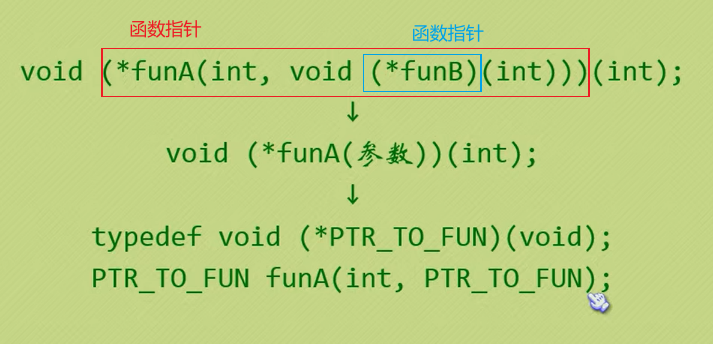 函数指针 函数指针
void (*funA(int, void (*funB)(int)))(int);
↓
void (*funA(参数))(int);
↓
typedef void (*PTR_TO_FUN)(void);
PTR_TO_FUN funA(int, PTR_TO_FUN);